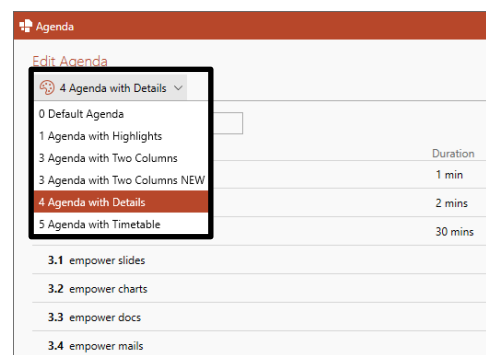 Agenda
Edit Agenda
4 Agenda with Details
0 Default Agenda
1 Agenda with Highlights
3 Agenda with Two Columns
3 Agenda with Two Columns NEW
4 Agenda with Details
5 Agenda with Timetable
Duration
1 min
2 mins
30 mins
3.1 empower slides
3.2 empower charts
3.3 empower docs
3.4 empower mails